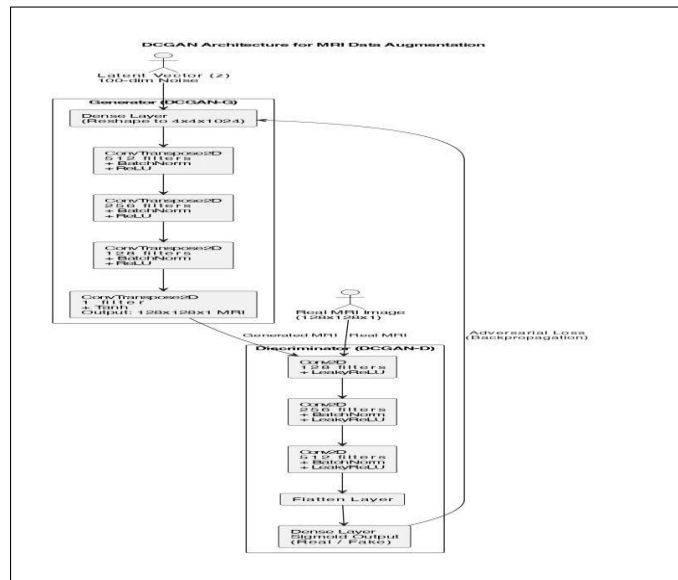 DCGAN Architecture for MRI Data Augmentation
Latent Vector (z)
100-dim Noise
Generator (DCGAN-G)
Dense Layer
(Reshape to 4x4x1024)
ConvTranspose2D
512 filters
+ BatchNorm
+ ReLU
ConvTranspose2D
256 filters
+ BatchNorm
+ ReLU
ConvTranspose2D
128 filters
+ BatchNorm
+ ReLU
ConvTranspose2D
1 filter
+ Tanh
Output: 128x128x1 MRI
Real MRI Image
(128x128x1)
Generated MRI
Real MRI
Adversarial Loss
(Backpropagation)
Discriminator (DCGAN-D)
Conv2D
128 filters
+ LeakyReLU
Conv2D
256 filters
+ BatchNorm
+ LeakyReLU
Conv2D
512 filters
+ BatchNorm
+ LeakyReLU
Flatten Layer
Dense Layer
Sigmoid Output
(Real / Fake)